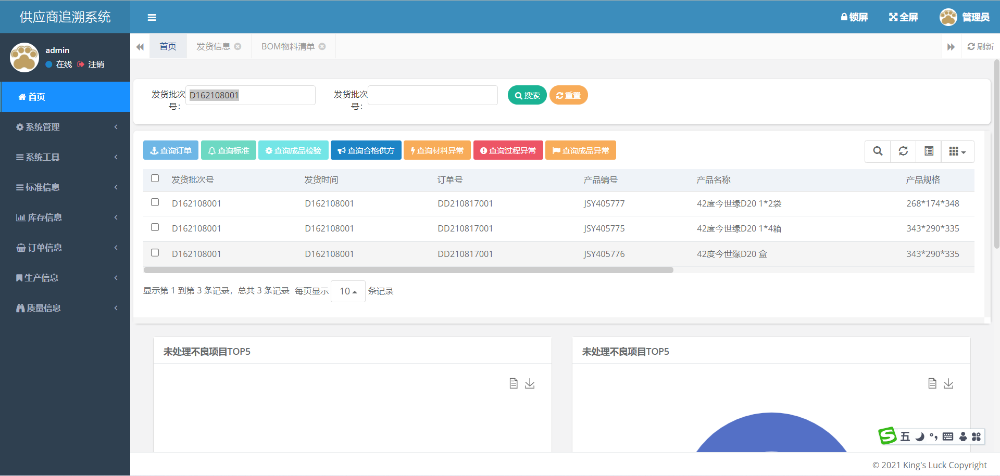 供应商追溯系统
锁屏 全屏 管理员
admin
在线 注销
首页 发货信息 BOM物料清单 刷新
首页
系统管理
系统工具
标准信息
库存信息
订单信息
生产信息
质量信息
发货批次号： D162108001 发货批次号： 搜索 重置
查询订单 查询标准 查询成品检验 查询合格供方 查询材料异常 查询过程异常 查询成品异常
发货批次号 发货时间 订单号 产品编号 产品名称 产品规格
D162108001 D162108001 DD210817001 JSY405777 42度今世缘D20 1*2袋 268*174*348
D162108001 D162108001 DD210817001 JSY405775 42度今世缘D20 1*4箱 343*290*335
D162108001 D162108001 DD210817001 JSY405776 42度今世缘D20 盒 343*290*335
显示第 1 到第 3 条记录，总共 3 条记录 每页显示 10 条记录
未处理不良项目TOP5 未处理不良项目TOP5
五
© 2021 King's Luck Copyright